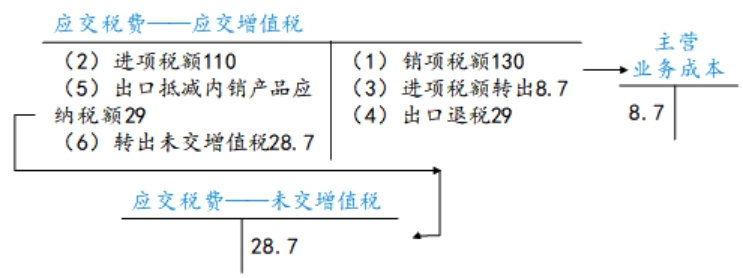 应交税费——应交增值税
（2）进项税额110
（5）出口抵减内销产品应
纳税额29
（6）转出未交增值税28.7
（1）销项税额130
（3）进项税额转出8.7
（4）出口退税29
主营
业务成本
8.7
应交税费——未交增值税
28.7